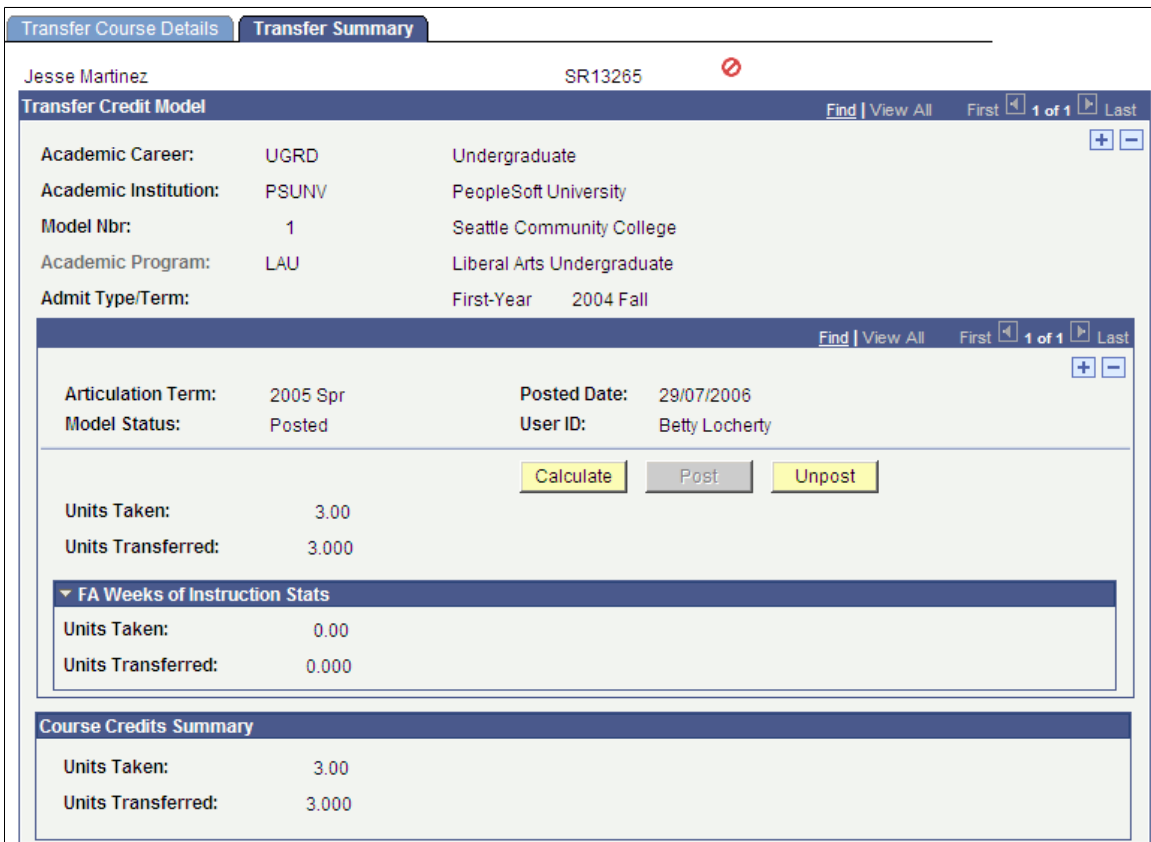 Transfer Course Details Transfer Summary
Jesse Martinez SR13265
Transfer Credit Model Find | View All First 1 of 1 Last
Academic Career: UGRD Undergraduate
Academic Institution: PSUNV PeopleSoft University
Model Nbr: 1 Seattle Community College
Academic Program: LAU Liberal Arts Undergraduate
Admit Type/Term: First-Year 2004 Fall
Find | View All First 1 of 1 Last
Articulation Term: 2005 Spr Posted Date: 29/07/2006
Model Status: Posted User ID: Betty Locherty
Calculate Post Unpost
Units Taken: 3.00
Units Transferred: 3.000
FA Weeks of Instruction Stats
Units Taken: 0.00
Units Transferred: 0.000
Course Credits Summary
Units Taken: 3.00
Units Transferred: 3.000